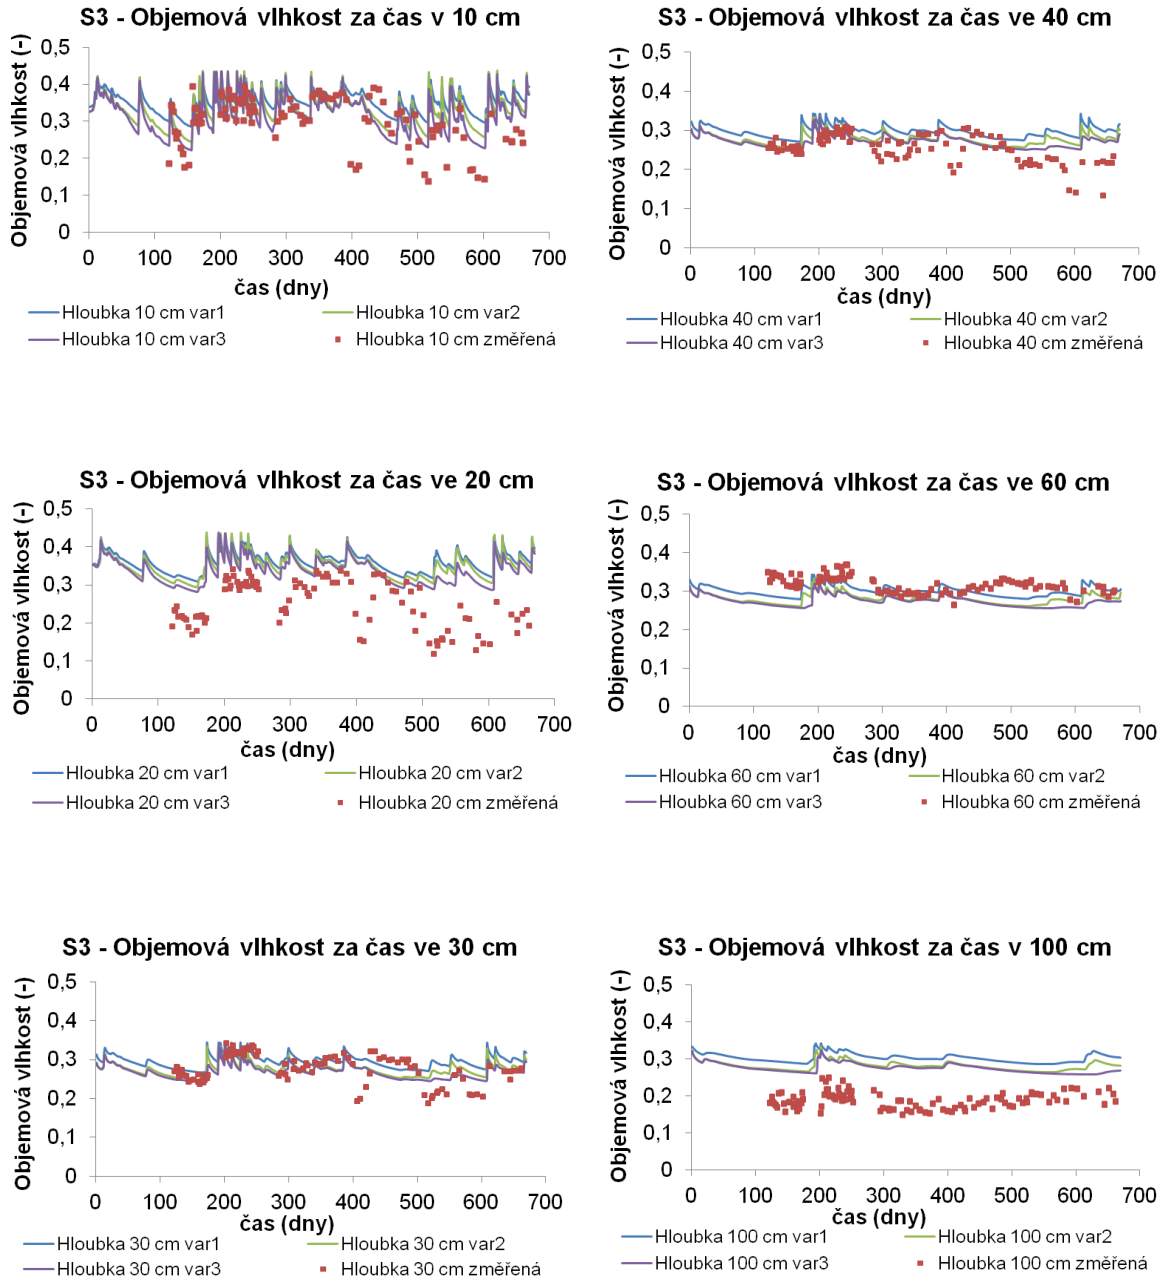 S3 - Objemová vlhkost za čas v 10 cm
Objemová vlhkost (-)
0,5
0,4
0,3
0,2
0,1
0
0 100 200 300 400 500 600 700
čas (dny)
Hloubka 10 cm var1
Hloubka 10 cm var2
Hloubka 10 cm var3
Hloubka 10 cm změřená
S3 - Objemová vlhkost za čas ve 40 cm
Objemová vlhkost (-)
0,5
0,4
0,3
0,2
0,1
0
0 100 200 300 400 500 600 700
čas (dny)
Hloubka 40 cm var1
Hloubka 40 cm var2
Hloubka 40 cm var3
Hloubka 40 cm změřená
S3 - Objemová vlhkost za čas ve 20 cm
Objemová vlhkost (-)
0,5
0,4
0,3
0,2
0,1
0
0 100 200 300 400 500 600 700
čas (dny)
Hloubka 20 cm var1
Hloubka 20 cm var2
Hloubka 20 cm var3
Hloubka 20 cm změřená
S3 - Objemová vlhkost za čas ve 60 cm
Objemová vlhkost (-)
0,5
0,4
0,3
0,2
0,1
0
0 100 200 300 400 500 600 700
čas (dny)
Hloubka 60 cm var1
Hloubka 60 cm var2
Hloubka 60 cm var3
Hloubka 60 cm změřená
S3 - Objemová vlhkost za čas ve 30 cm
Objemová vlhkost (-)
0,5
0,4
0,3
0,2
0,1
0
0 100 200 300 400 500 600 700
čas (dny)
Hloubka 30 cm var1
Hloubka 30 cm var2
Hloubka 30 cm var3
Hloubka 30 cm změřená
S3 - Objemová vlhkost za čas v 100 cm
Objemová vlhkost (-)
0,5
0,4
0,3
0,2
0,1
0
0 100 200 300 400 500 600 700
čas (dny)
Hloubka 100 cm var1
Hloubka 100 cm var2
Hloubka 100 cm var3
Hloubka 100 cm změřená